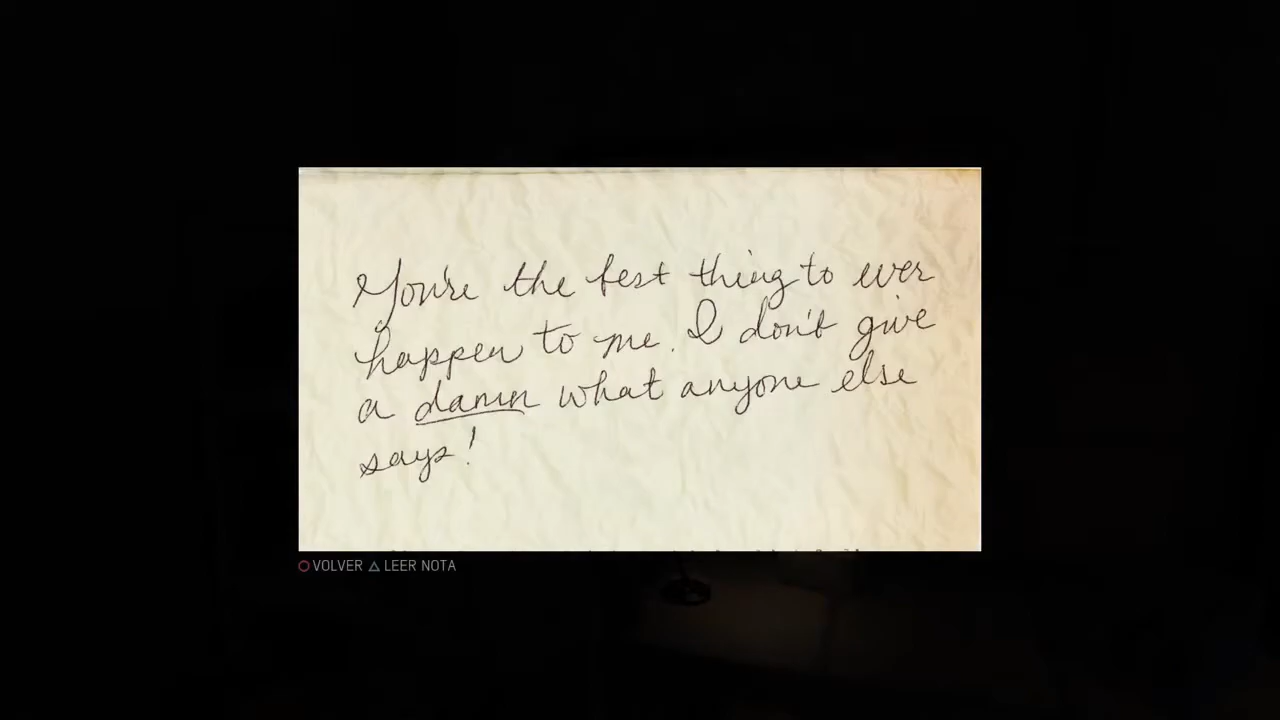 You're the best thing to ever
happen to me. I don't give
a damn what anyone else
says!
VOLVER LEER NOTA